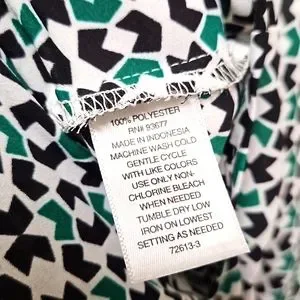 100% POLYESTER
RN# 93677
MADE IN INDONESIA
MACHINE WASH COLD
GENTLE CYCLE
WITH LIKE COLORS
USE ONLY NON-
CHLORINE BLEACH
WHEN NEEDED
TUMBLE DRY LOW
IRON ON LOWEST
SETTING AS NEEDED
72613-3